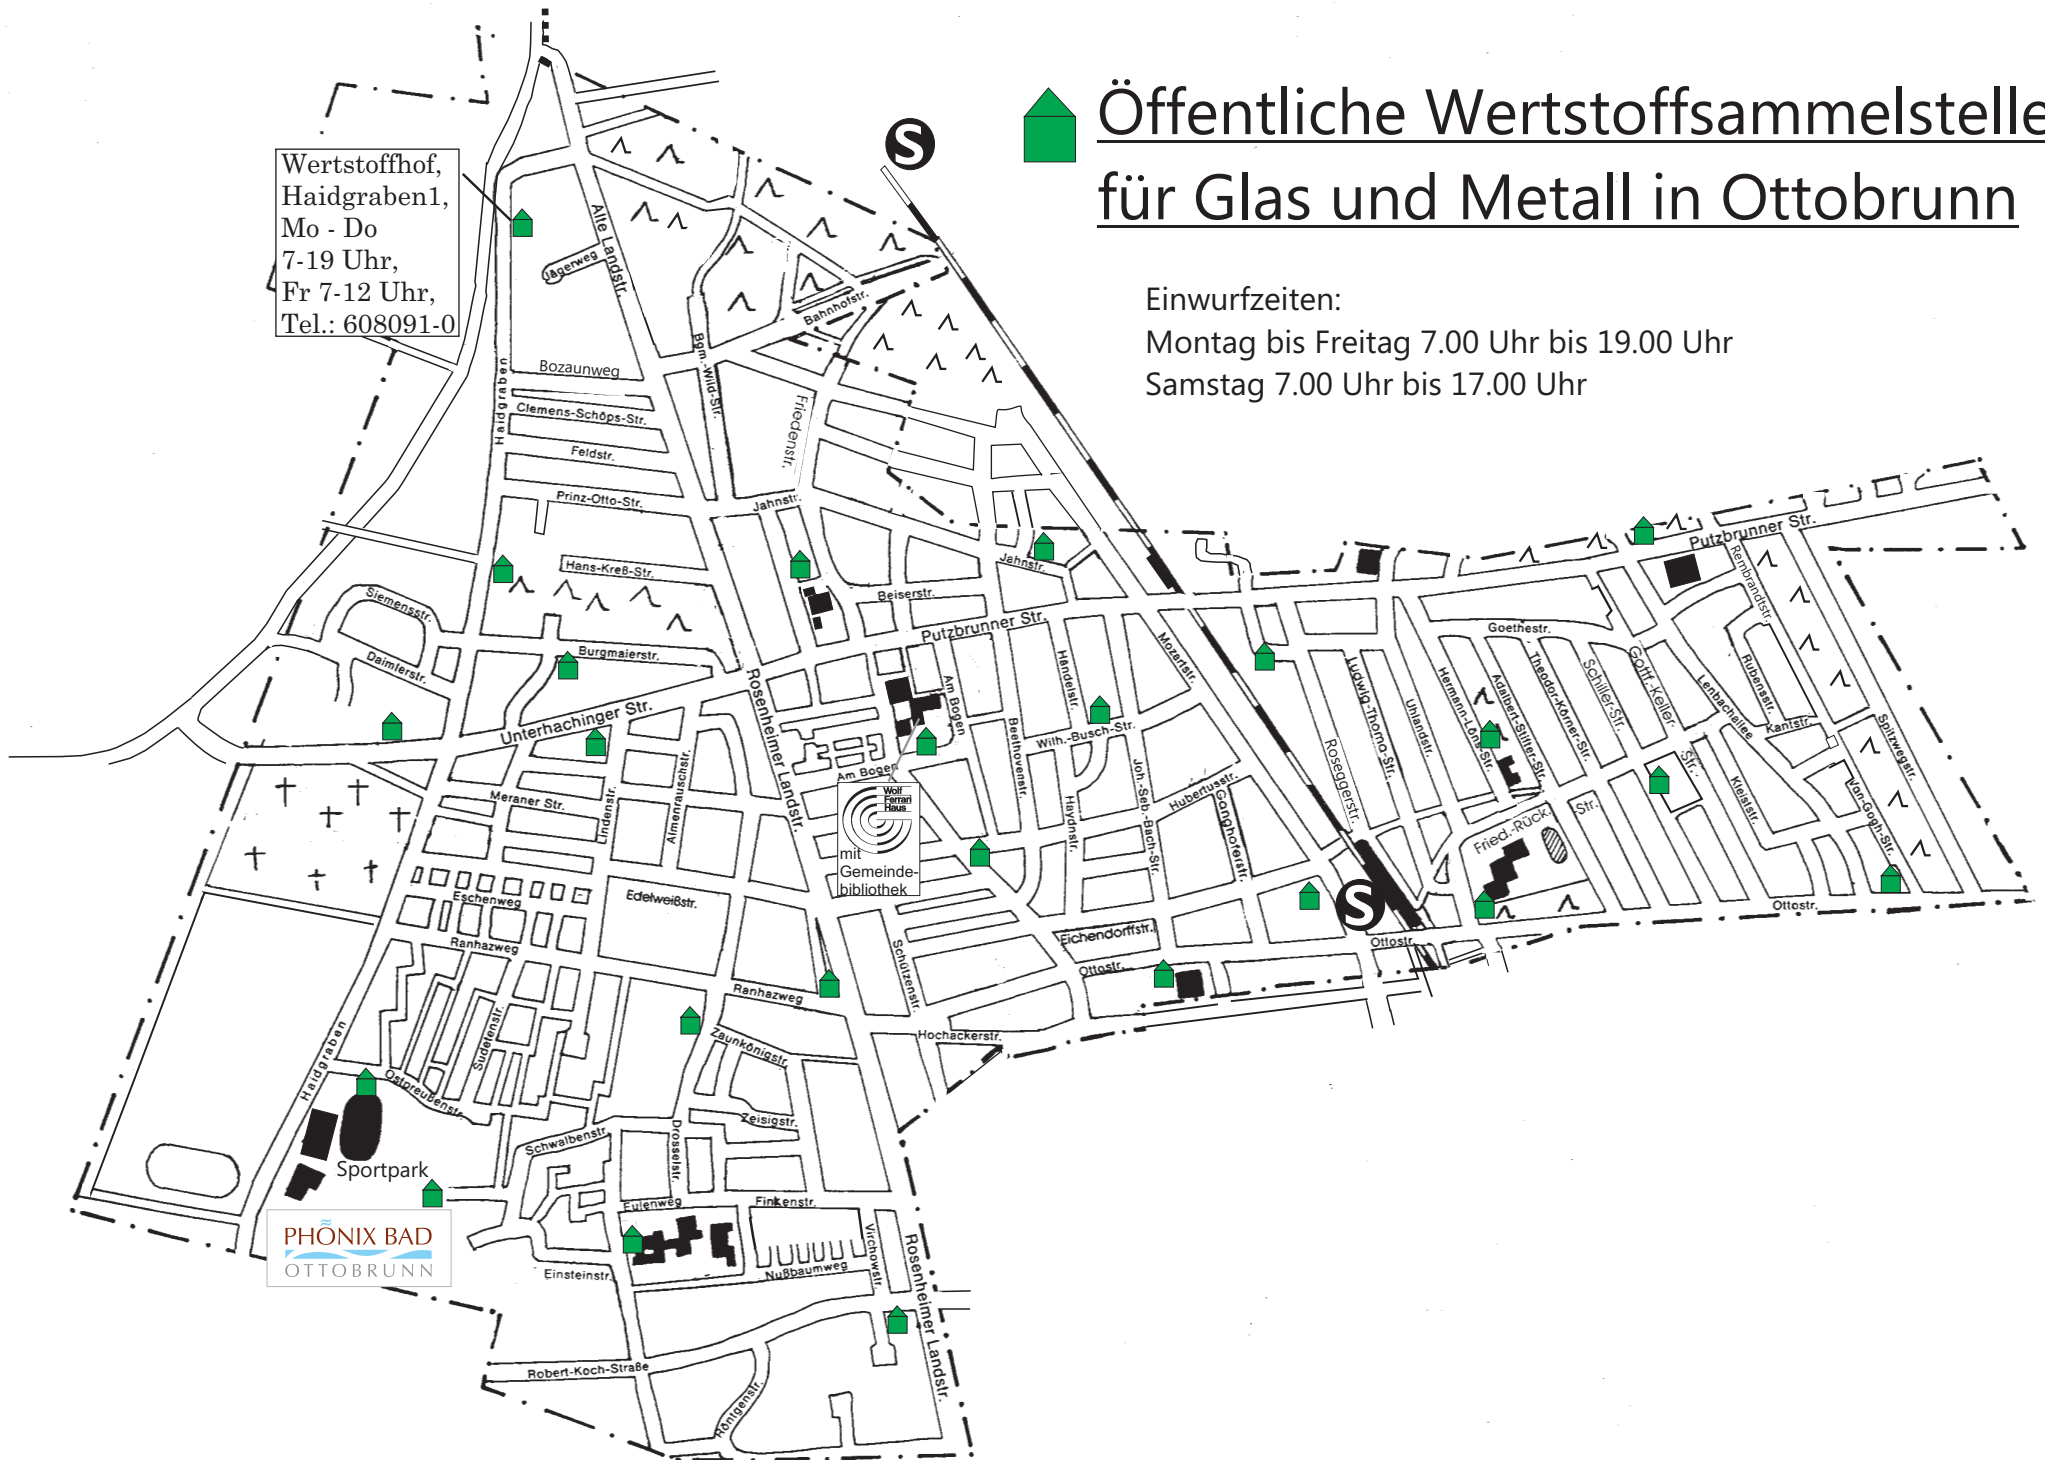 Öffentliche Wertstoffsammelstelle
für Glas und Metall in Ottobrunn
Einwurfzeiten:
Montag bis Freitag 7.00 Uhr bis 19.00 Uhr
Samstag 7.00 Uhr bis 17.00 Uhr
Wertstoffhof,
Haidgraben1,
Mo - Do
7-19 Uhr,
Fr 7-12 Uhr,
Tel.: 608091-0
S
Alte Landstr.
Jägerweg
Bahnhofstr.
Bgm.-Wild-Str.
Haidgraben
Bozaunweg
Clemens-Schöps-Str.
Friedenstr.
Feldstr.
Prinz-Otto-Str.
Jahnstr.
Putzbrunner Str.
Rembrandtstr.
Jahnstr.
Hans-Kreß-Str.
Siemensstr.
Beiserstr.
Putzbrunner Str.
Goethestr.
Daimlerstr.
Burgmaierstr.
Händelstr.
Mozartstr.
Ludwig-Thoma-Str.
Uhlandstr.
Hermann-Löns-Str.
Adalbert-Stifter-Str.
Theodor-Körner-Str.
Schiller-Str.
Gottf.-Keller-
Str.
Lenbachallee
Rubensstr.
Kantstr.
Spitzwegstr.
Unterhachinger Str.
Rosenheimer Landstr.
Am Bogen
Am Bogen
Beethovenstr.
Wilh.-Busch-Str.
Roseggerstr.
Meraner Str.
Lindenstr.
Almenrauschstr.
Wolf
Ferrari
Haus
mit
Gemeinde-
bibliothek
Haydnstr.
Joh.-Seb.-Bach-Str.
Hubertusstr.
Ganghoferstr.
Fried.-Rück.
Str.
Kleiststr.
Van-Gogh-Str.
Eschenweg
Edelweißstr.
S
Ottostr.
Ranhazweg
Schützenstr.
Eichendorffstr.
Ottostr.
Ottostr.
Ranhazweg
Hochackerstr.
Haidgraben
Sudetenstr.
Zaunkönigstr.
Ostpreußenstr.
Zeisigstr.
Schwalbenstr.
Drosselstr.
Sportpark
Eulenweg
Finkenstr.
PHÖNIX BAD
OTTOBRUNN
Einsteinstr.
Nußbaumweg
Virchowstr.
Rosenheimer Landstr.
Robert-Koch-Straße
Röntgenstr.